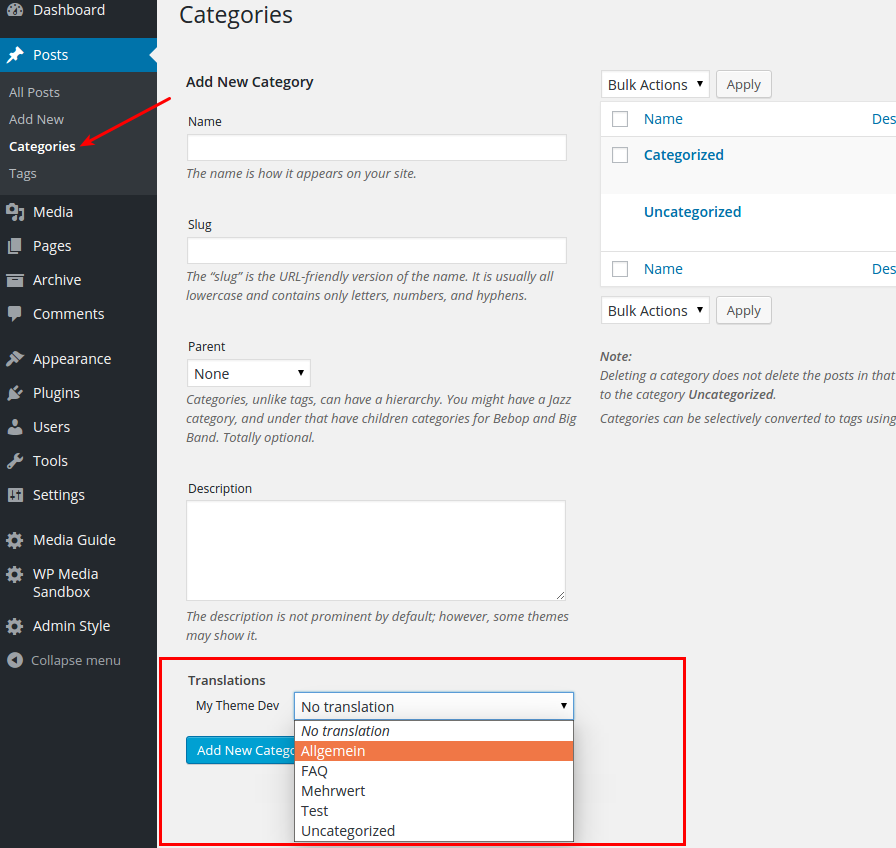 Dashboard
Posts
All Posts
Add New
Categories
Tags
Media
Pages
Archive
Comments
Appearance
Plugins
Users
Tools
Settings
Media Guide
WP Media
Sandbox
Admin Style
Collapse menu
Categories
Add New Category
Name
The name is how it appears on your site.
Slug
The “slug” is the URL-friendly version of the name. It is usually all
lowercase and contains only letters, numbers, and hyphens.
Parent
None
Categories, unlike tags, can have a hierarchy. You might have a Jazz
category, and under that have children categories for Bebop and Big
Band. Totally optional.
Description
The description is not prominent by default; however, some themes
may show it.
Translations
My Theme Dev No translation
No translation
Allgemein
FAQ
Mehrwert
Test
Uncategorized
Add New Catego
Bulk Actions Apply
Name Des
Categorized
Uncategorized
Name Des
Bulk Actions Apply
Note:
Deleting a category does not delete the posts in that
to the category Uncategorized.
Categories can be selectively converted to tags using